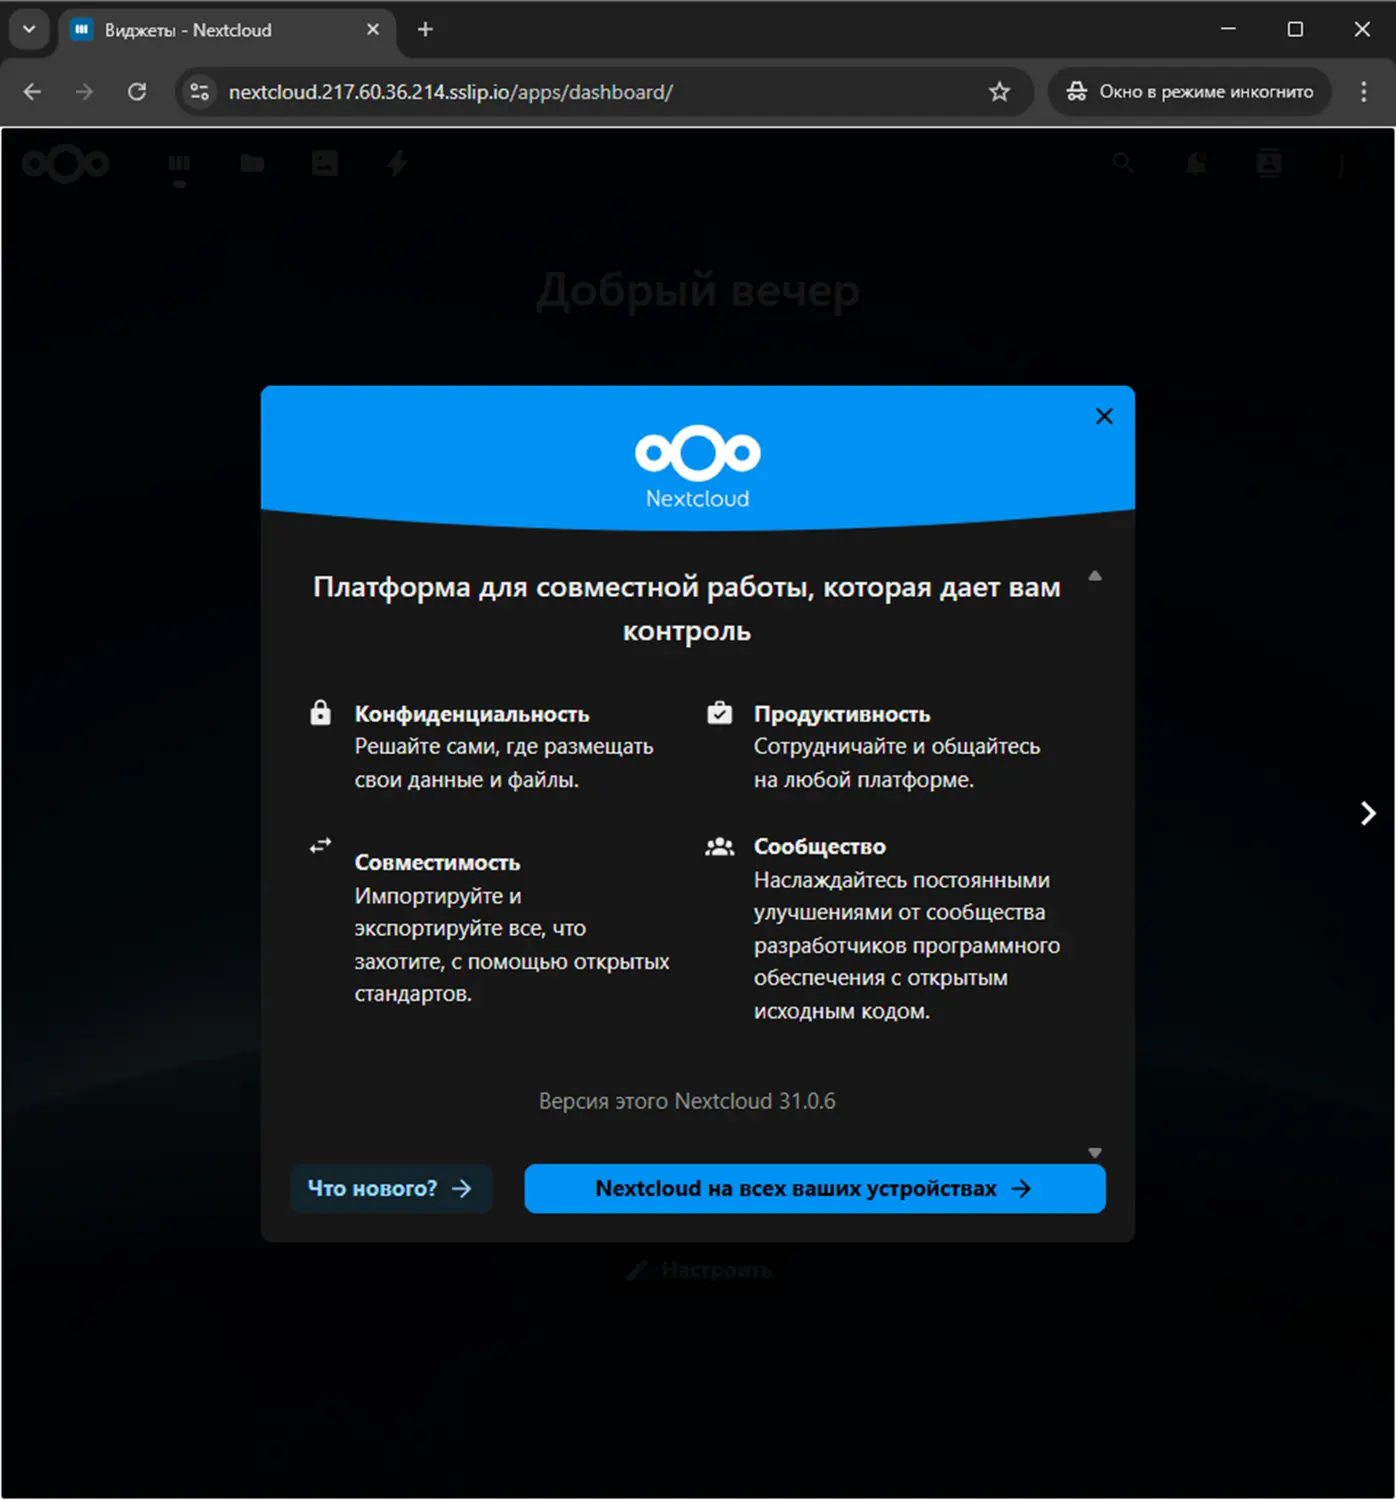 Виджеты - Nextcloud
nextcloud.217.60.36.214.sslip.io/apps/dashboard/
Окно в режиме инкогнито
J
Добрый вечер
Nextcloud
Платформа для совместной работы, которая дает вам
контроль
Конфиденциальность
Решайте сами, где размещать
свои данные и файлы.
Продуктивность
Сотрудничайте и общайтесь
на любой платформе.
Совместимость
Импортируйте и
экспортируйте все, что
захотите, с помощью открытых
стандартов.
Сообщество
Наслаждайтесь постоянными
улучшениями от сообщества
разработчиков программного
обеспечения с открытым
исходным кодом.
Версия этого Nextcloud 31.0.6
Что нового?
Nextcloud на всех ваших устройствах
Настроить